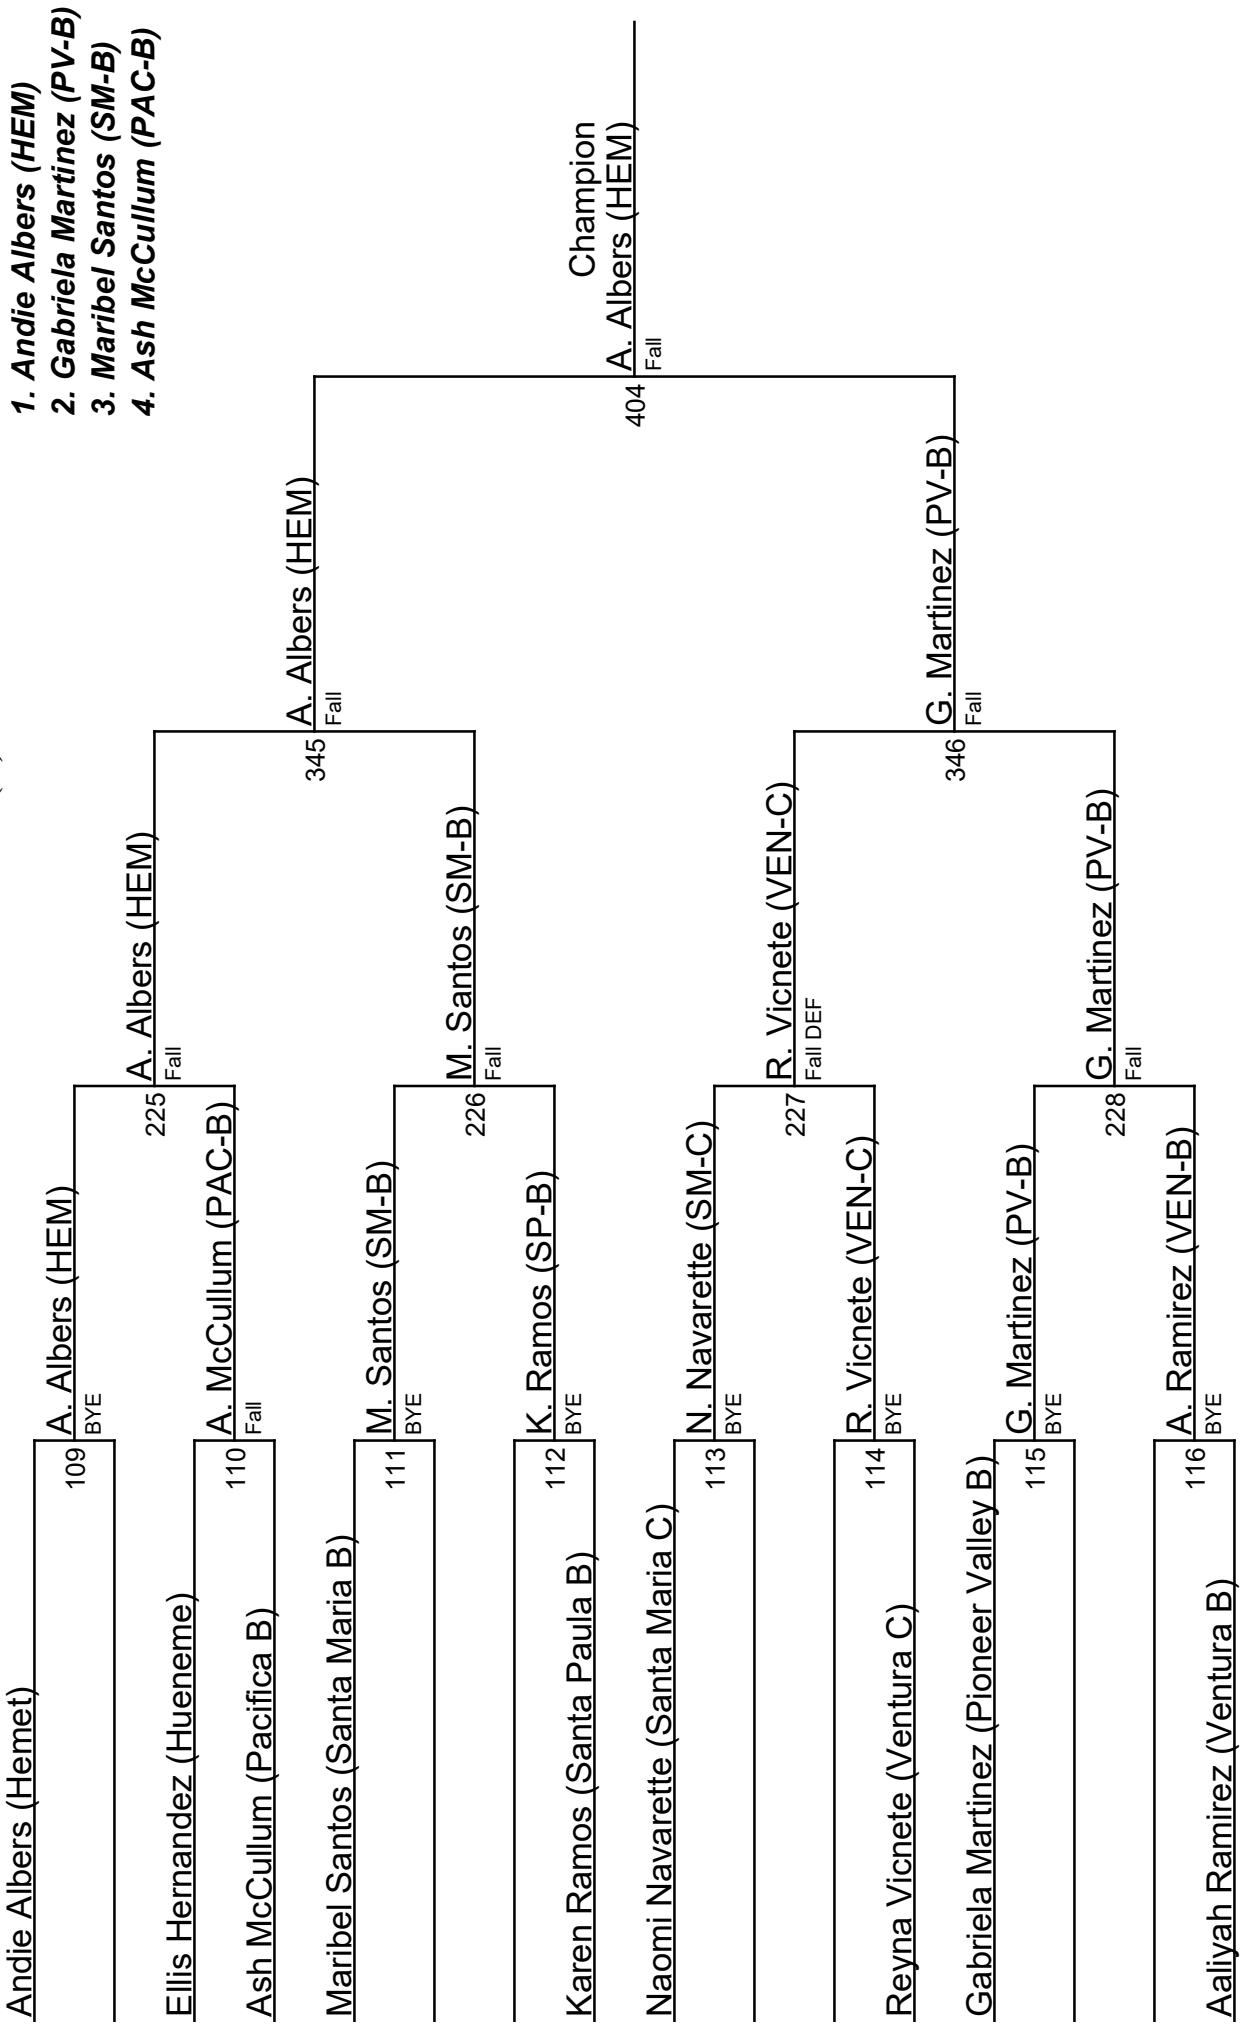 1. Andie Albers (HEM)
2. Gabriela Martinez (PV-B)
3. Maribel Santos (SM-B)
4. Ash McCullum (PAC-B)
Andie Albers (Hemet)
109
Ellis Hernandez (Hueneme)
110
Ash McCullum (Pacifica B)
Maribel Santos (Santa Maria B)
111
112
Karen Ramos (Santa Paula B)
Naomi Navarette (Santa Maria C)
113
114
Reyna Vicnete (Ventura C)
Gabriela Martinez (Pioneer Valley B)
115
116
Aaliyah Ramirez (Ventura B)
A. Albers (HEM)
BYE
225
A. McCullum (PAC-B)
Fall
M. Santos (SM-B)
BYE
226
K. Ramos (SP-B)
BYE
N. Navarette (SM-C)
BYE
227
R. Vicnete (VEN-C)
BYE
G. Martinez (PV-B)
BYE
228
A. Ramirez (VEN-B)
BYE
A. Albers (HEM)
Fall
345
M. Santos (SM-B)
Fall
R. Vicnete (VEN-C)
Fall DEF
346
G. Martinez (PV-B)
Fall
A. Albers (HEM)
Fall
404
G. Martinez (PV-B)
Fall
Champion
A. Albers (HEM)
Fall